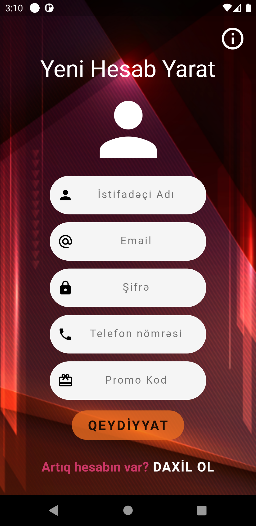 3:10
Yeni Hesab Yarat
İstifadəçi Adı
Email
Şifrə
Telefon nömrəsi
Promo Kod
QEYDİYYAT
Artıq hesabın var? DAXİL OL